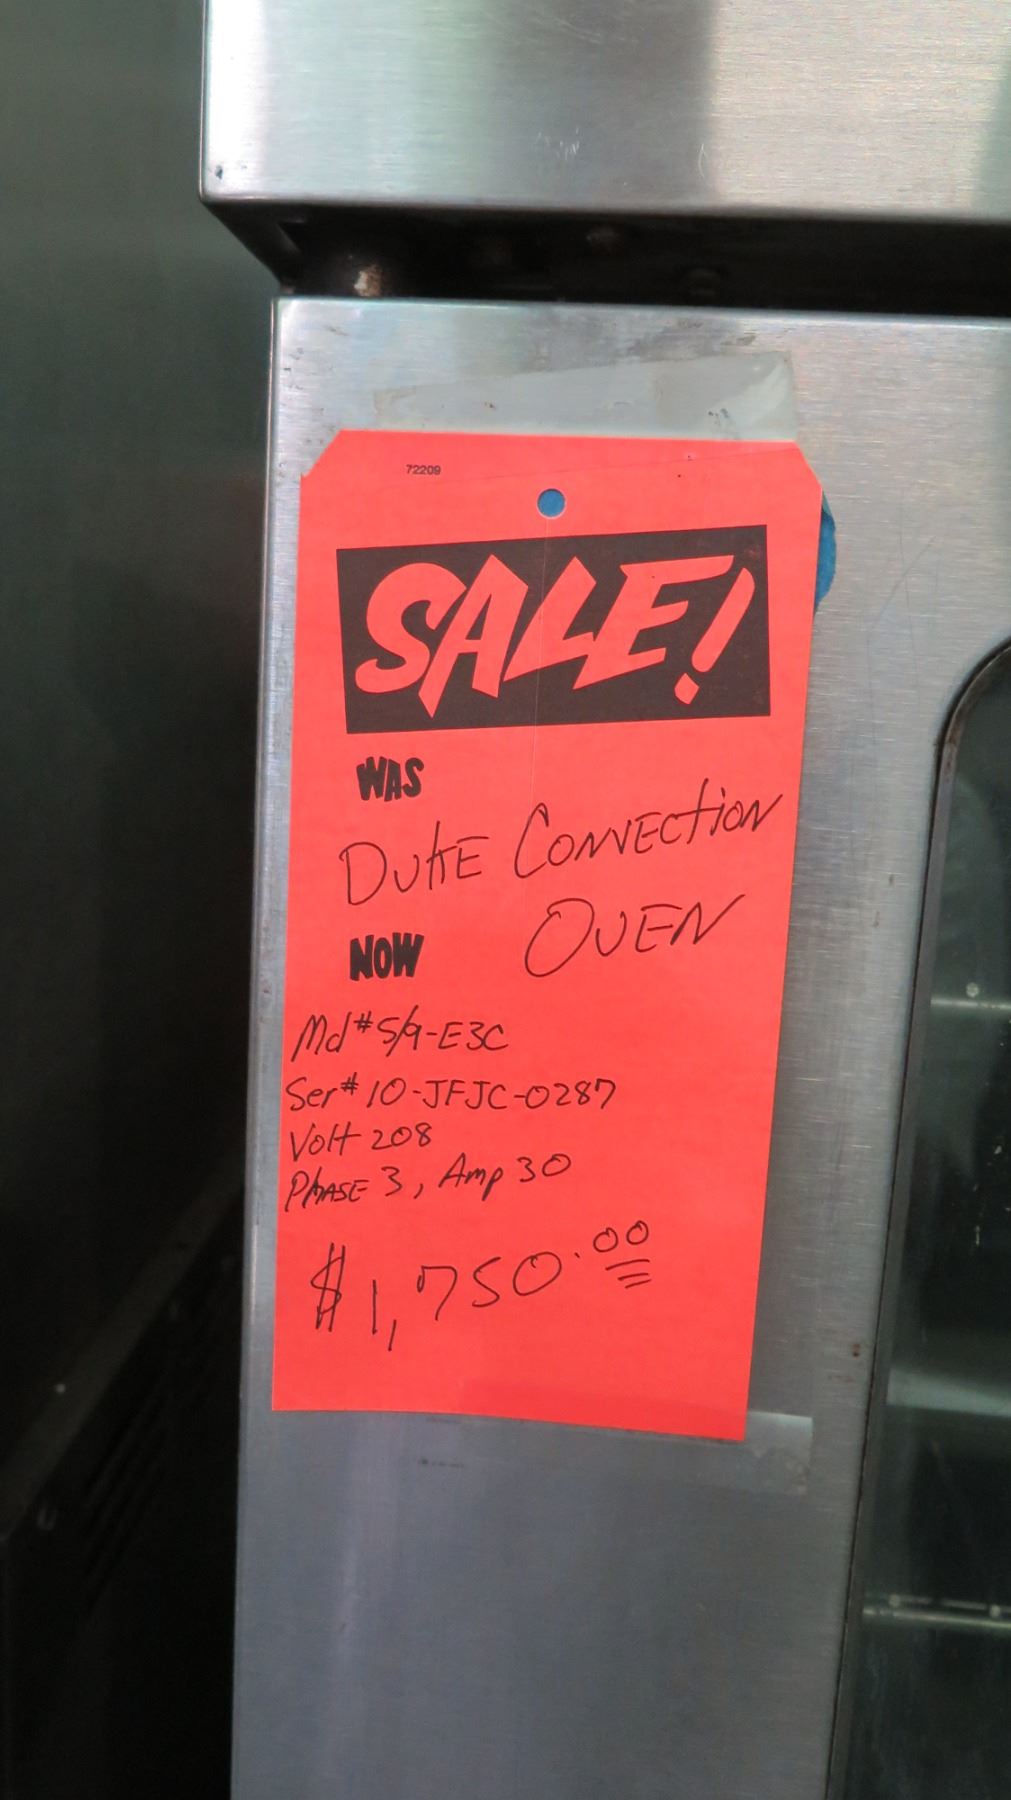 72209
SALE!
WAS
DUKE CONVECTION
OVEN
NOW
Md# 5/9-E3C
Ser# 10-JFJC-0287
Volt 208
PHASE 3, Amp 30
$1,750.00